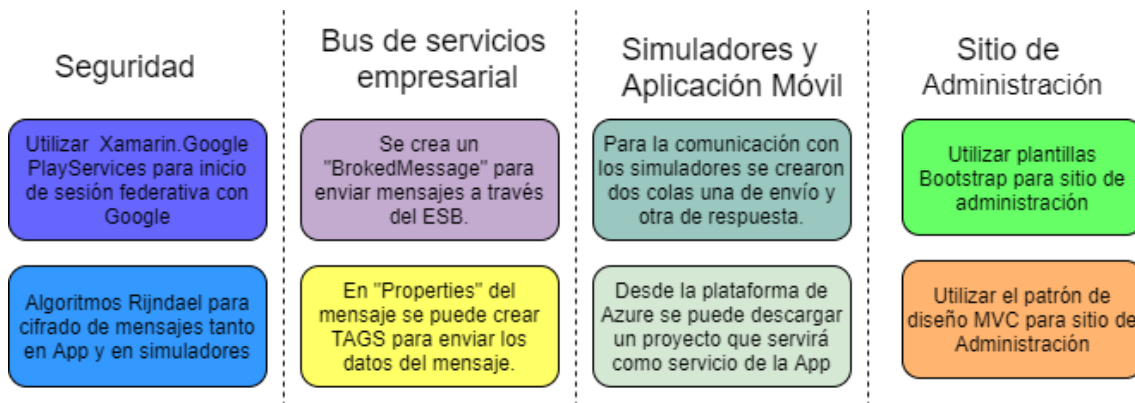 Seguridad
Utilizar Xamarin.Google
PlayServices para inicio
de sesión federativa con
Google
Algoritmos Rijndael para
cifrado de mensajes tanto
en App y en simuladores
Bus de servicios
empresarial
Se crea un
"BrokedMessage" para
enviar mensajes a través
del ESB.
En "Properties" del
mensaje se puede crear
TAGS para enviar los
datos del mensaje.
Simuladores y
Aplicación Móvil
Para la comunicación con
los simuladores se crearon
dos colas una de envío y
otra de respuesta.
Desde la plataforma de
Azure se puede descargar
un proyecto que servirá
como servicio de la App
Sitio de
Administración
Utilizar plantillas
Bootstrap para sitio de
administración
Utilizar el patrón de
diseño MVC para sitio de
Administración